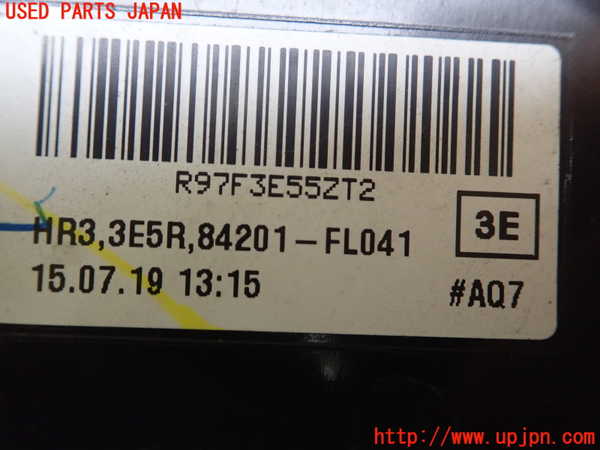 USED PARTS JAPAN
R97F3E55ZT2
HR3,3E5R,84201-FL041
3E
15.07.19 13:15
#AQ7
http://www.upjpn.com/